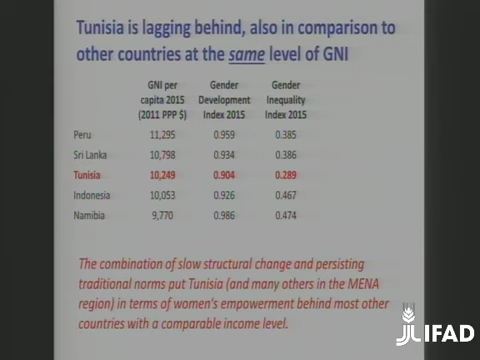 Tunisia is lagging behind, also in comparison to
other countries at the same level of GNI
GNI per capita 2015 (2011 PPP $) Gender Development Index 2015 Gender Inequality Index 2015
Peru 11,295 0.959 0.385
Sri Lanka 10,798 0.934 0.386
Tunisia 10,249 0.904 0.289
Indonesia 10,053 0.926 0.467
Namibia 9,770 0.986 0.474
The combination of slow structural change and persisting
traditional norms put Tunisia (and many others in the MENA
region) in terms of women's empowerment behind most other
countries with a comparable income level.
JLIFAD